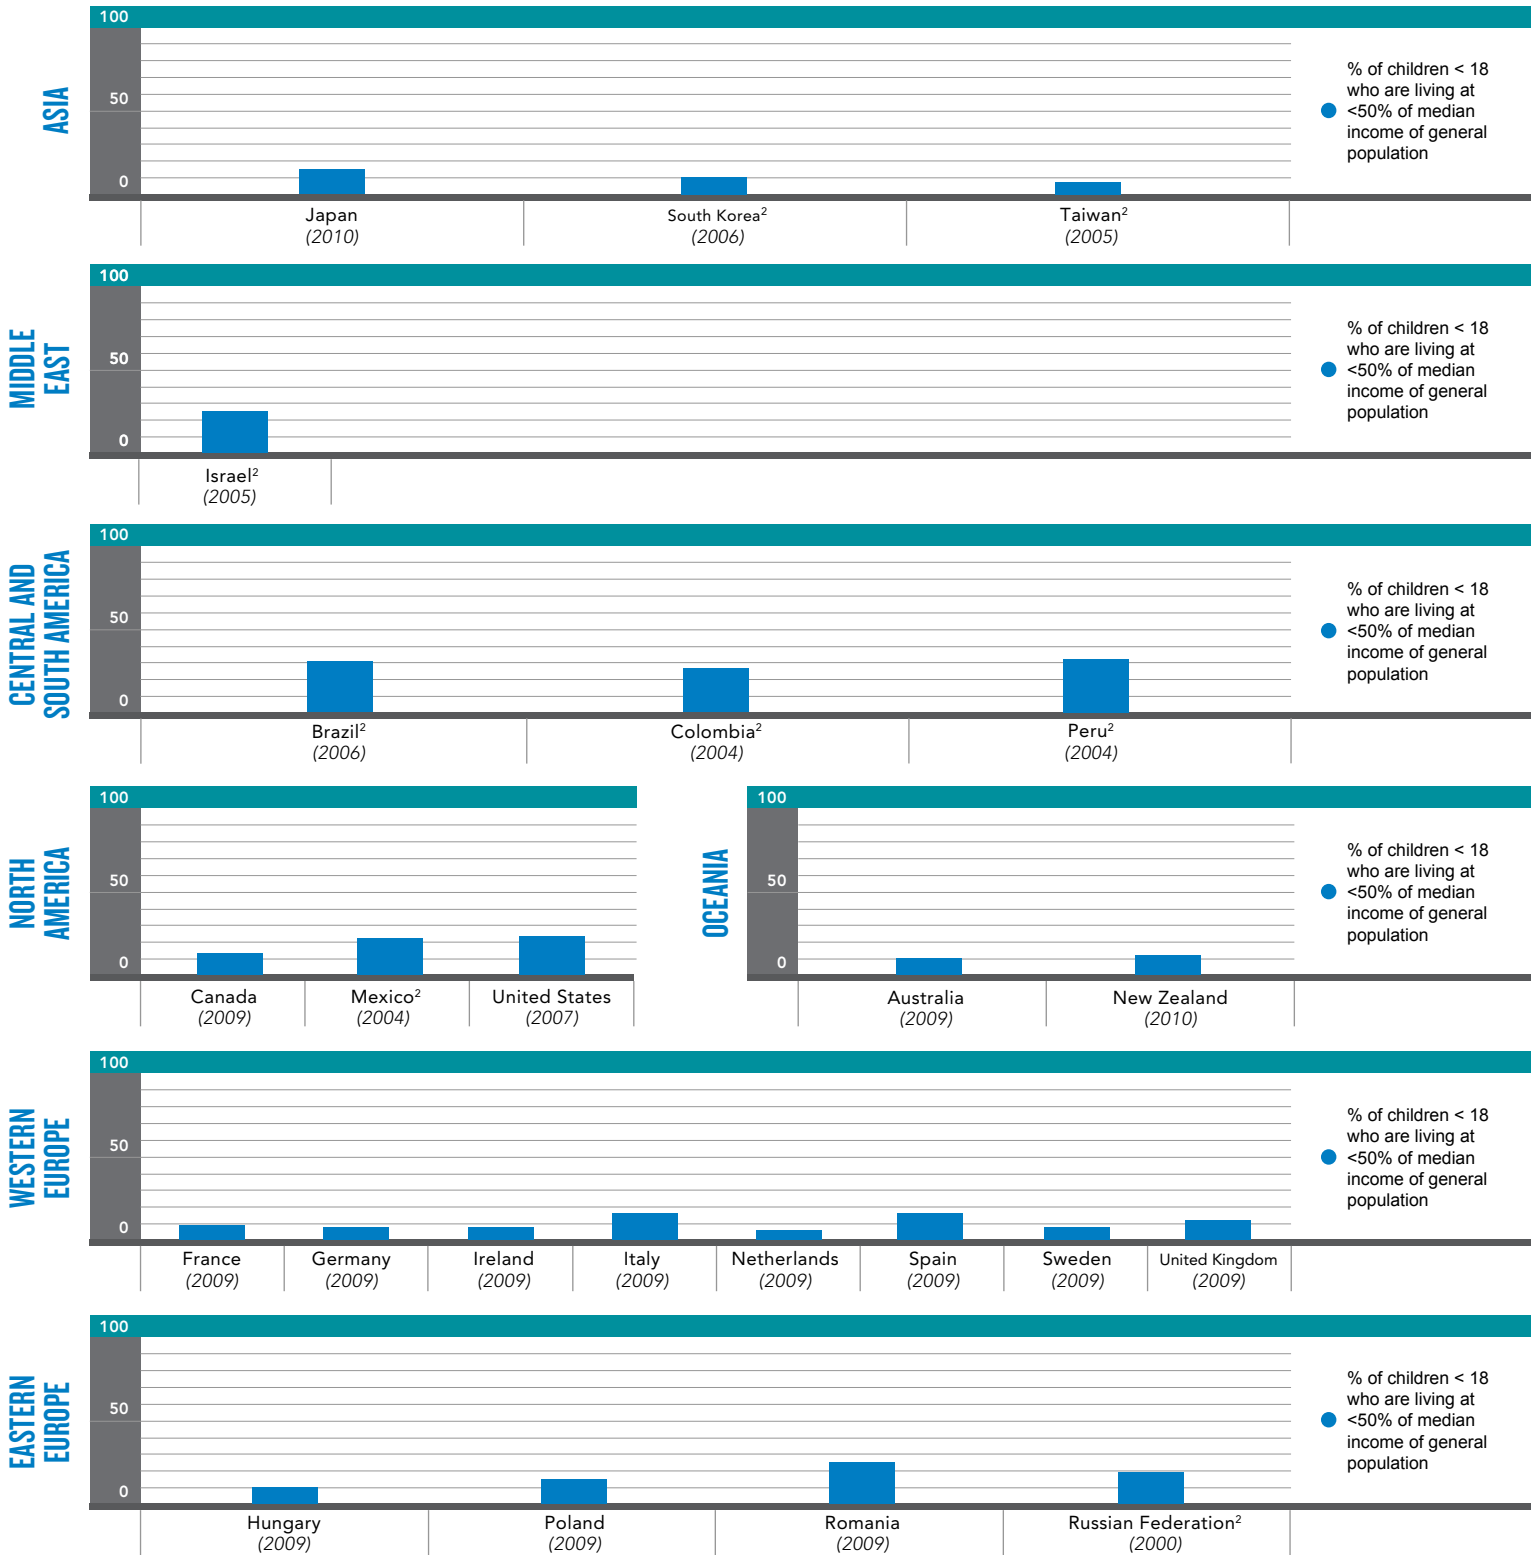 ASIA
100
50
0
% of children < 18
who are living at
<50% of median
income of general
population
Japan
(2010)
South Korea²
(2006)
Taiwan²
(2005)
MIDDLE
EAST
100
50
0
% of children < 18
who are living at
<50% of median
income of general
population
Israel²
(2005)
CENTRAL AND
SOUTH AMERICA
100
50
0
% of children < 18
who are living at
<50% of median
income of general
population
Brazil²
(2006)
Colombia²
(2004)
Peru²
(2004)
NORTH
AMERICA
100
50
0
Canada
(2009)
Mexico²
(2004)
United States
(2007)
OCEANIA
100
50
0
% of children < 18
who are living at
<50% of median
income of general
population
Australia
(2009)
New Zealand
(2010)
WESTERN
EUROPE
100
50
0
% of children < 18
who are living at
<50% of median
income of general
population
France
(2009)
Germany
(2009)
Ireland
(2009)
Italy
(2009)
Netherlands
(2009)
Spain
(2009)
Sweden
(2009)
United Kingdom
(2009)
EASTERN
EUROPE
100
50
0
% of children < 18
who are living at
<50% of median
income of general
population
Hungary
(2009)
Poland
(2009)
Romania
(2009)
Russian Federation²
(2000)